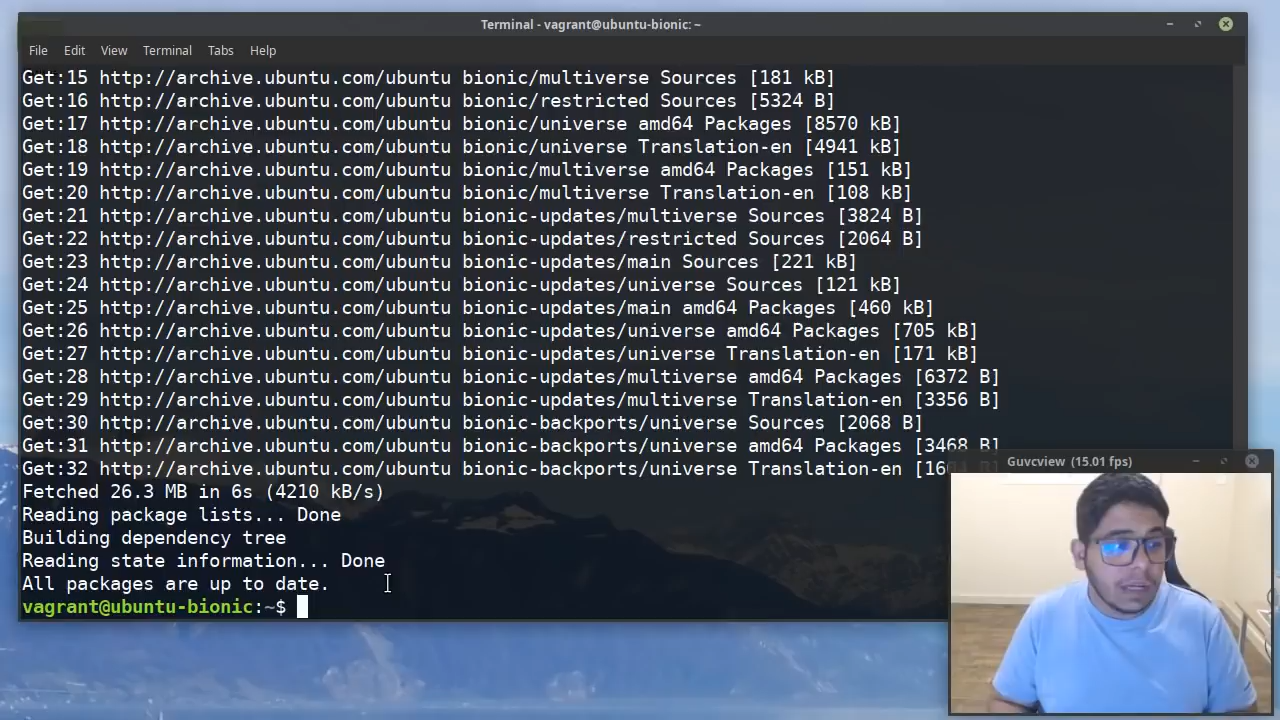 Terminal - vagrant@ubuntu-bionic: ~
File Edit View Terminal Tabs Help
Get:15 http://archive.ubuntu.com/ubuntu bionic/multiverse Sources [181 kB]
Get:16 http://archive.ubuntu.com/ubuntu bionic/restricted Sources [5324 B]
Get:17 http://archive.ubuntu.com/ubuntu bionic/universe amd64 Packages [8570 kB]
Get:18 http://archive.ubuntu.com/ubuntu bionic/universe Translation-en [4941 kB]
Get:19 http://archive.ubuntu.com/ubuntu bionic/multiverse amd64 Packages [151 kB]
Get:20 http://archive.ubuntu.com/ubuntu bionic/multiverse Translation-en [108 kB]
Get:21 http://archive.ubuntu.com/ubuntu bionic-updates/multiverse Sources [3824 B]
Get:22 http://archive.ubuntu.com/ubuntu bionic-updates/restricted Sources [2064 B]
Get:23 http://archive.ubuntu.com/ubuntu bionic-updates/main Sources [221 kB]
Get:24 http://archive.ubuntu.com/ubuntu bionic-updates/universe Sources [121 kB]
Get:25 http://archive.ubuntu.com/ubuntu bionic-updates/main amd64 Packages [460 kB]
Get:26 http://archive.ubuntu.com/ubuntu bionic-updates/universe amd64 Packages [705 kB]
Get:27 http://archive.ubuntu.com/ubuntu bionic-updates/universe Translation-en [171 kB]
Get:28 http://archive.ubuntu.com/ubuntu bionic-updates/multiverse amd64 Packages [6372 B]
Get:29 http://archive.ubuntu.com/ubuntu bionic-updates/multiverse Translation-en [3356 B]
Get:30 http://archive.ubuntu.com/ubuntu bionic-backports/universe Sources [2068 B]
Get:31 http://archive.ubuntu.com/ubuntu bionic-backports/universe amd64 Packages [3468 B]
Get:32 http://archive.ubuntu.com/ubuntu bionic-backports/universe Translation-en
Fetched 26.3 MB in 6s (4210 kB/s)
Reading package lists... Done
Building dependency tree
Reading state information... Done
All packages are up to date.
vagrant@ubuntu-bionic:~$
Guvcview (15.01 fps)